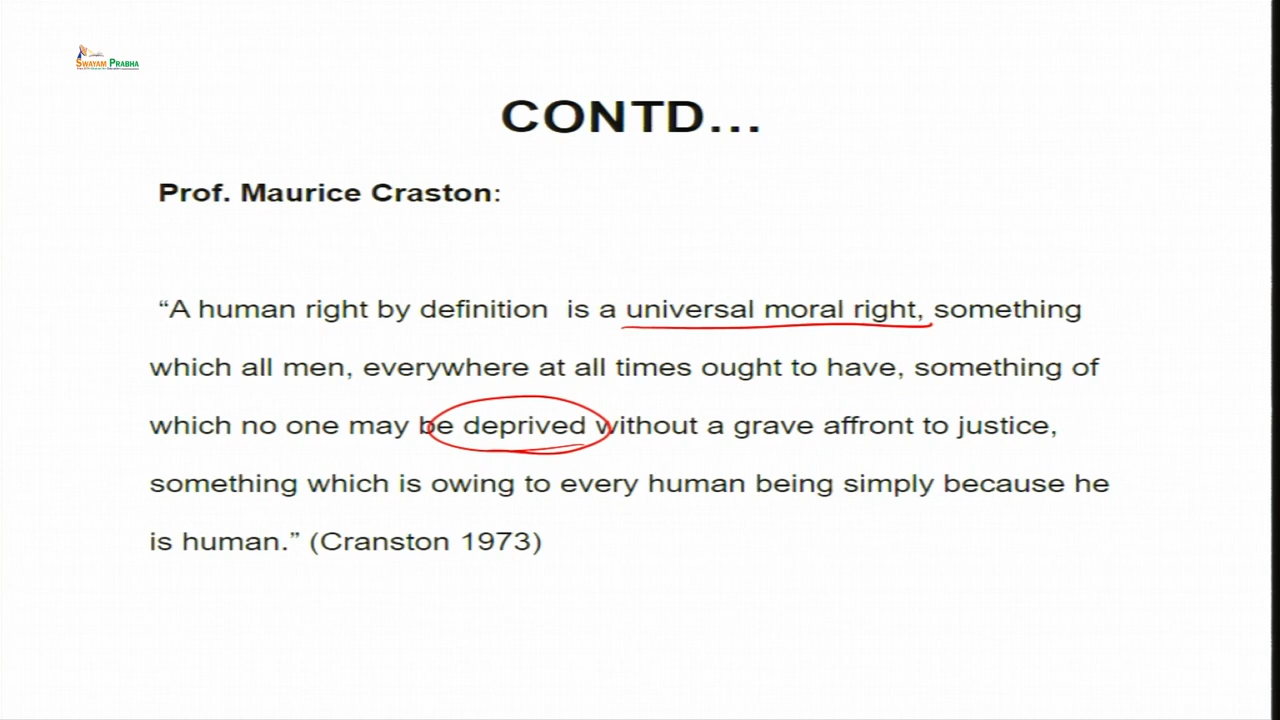 SWAYAM PRABHA
CONTD...
Prof. Maurice Craston:
“A human right by definition is a universal moral right, something
which all men, everywhere at all times ought to have, something of
which no one may be deprived without a grave affront to justice,
something which is owing to every human being simply because he
is human.” (Cranston 1973)